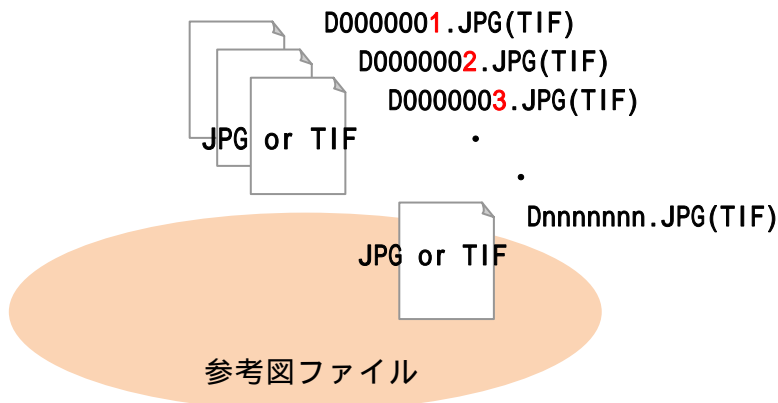 D0000001.JPG(TIF)
D0000002.JPG(TIF)
D0000003.JPG(TIF)
JPG or TIF
・
・
Dnnnnnnn.JPG(TIF)
JPG or TIF
参考図ファイル